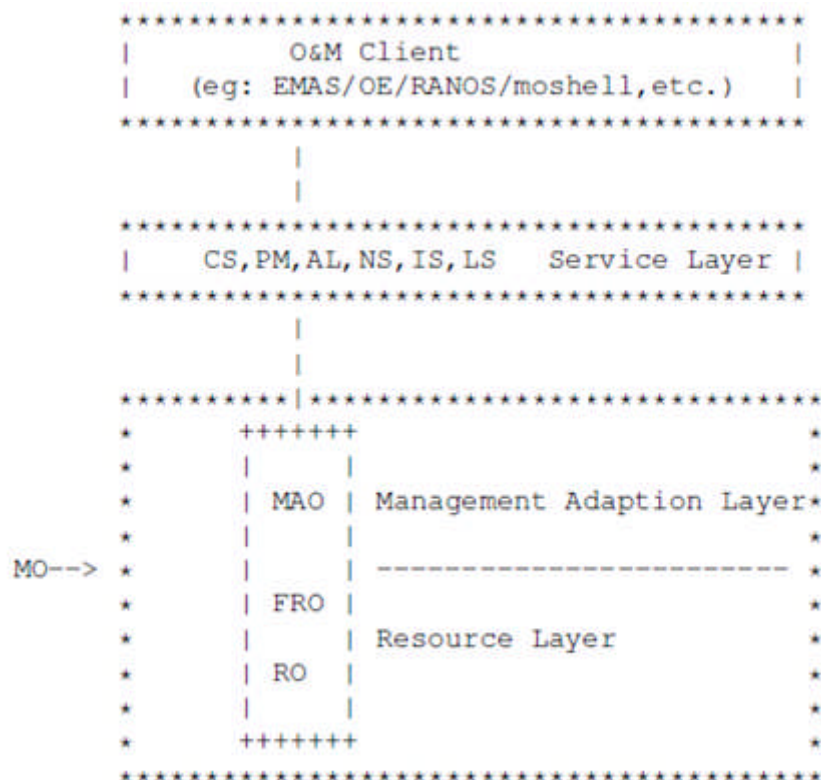 O&M Client
(eg: EMAS/OE/RANOS/moshell,etc.)
CS,PM,AL,NS,IS,LS Service Layer
MAO Management Adaption Layer
MO-->
FRO
Resource Layer
RO